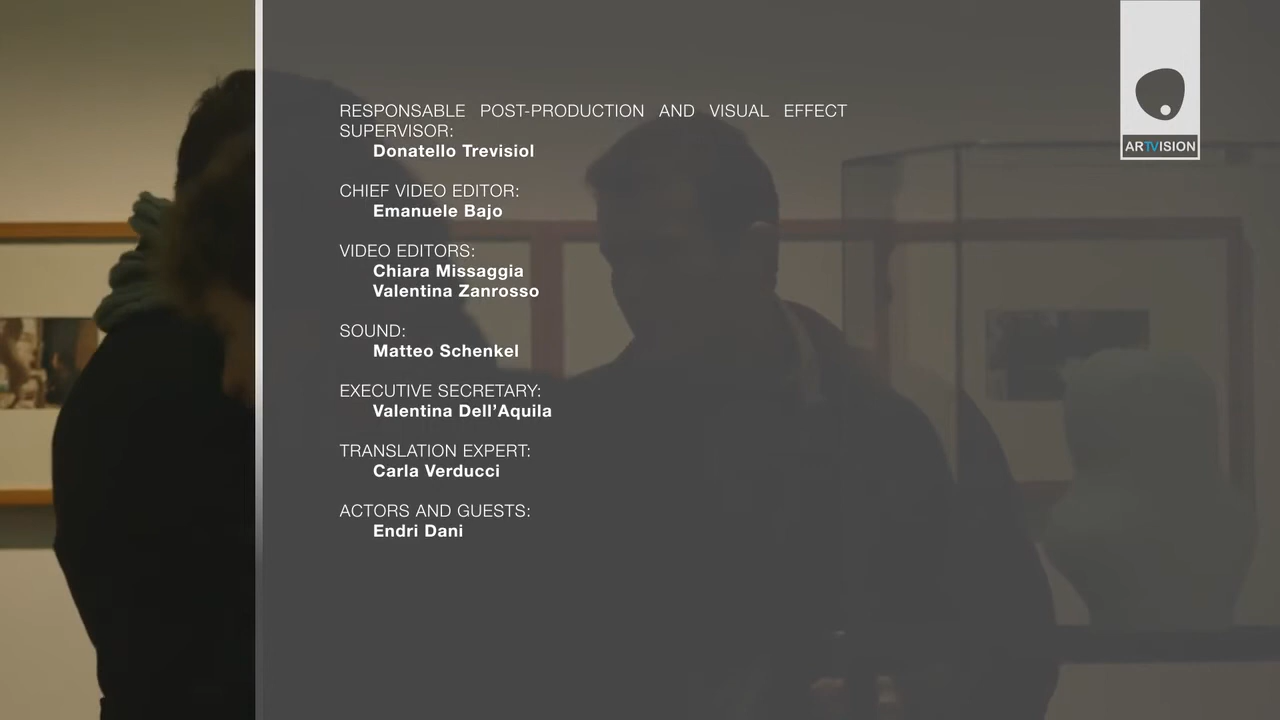 RESPONSABLE POST-PRODUCTION AND VISUAL EFFECT
SUPERVISOR:
Donatello Trevisiol
CHIEF VIDEO EDITOR:
Emanuele Bajo
VIDEO EDITORS:
Chiara Missaggia
Valentina Zanrosso
SOUND:
Matteo Schenkel
EXECUTIVE SECRETARY:
Valentina Dell’Aquila
TRANSLATION EXPERT:
Carla Verducci
ACTORS AND GUESTS:
Endri Dani
ARTVISION